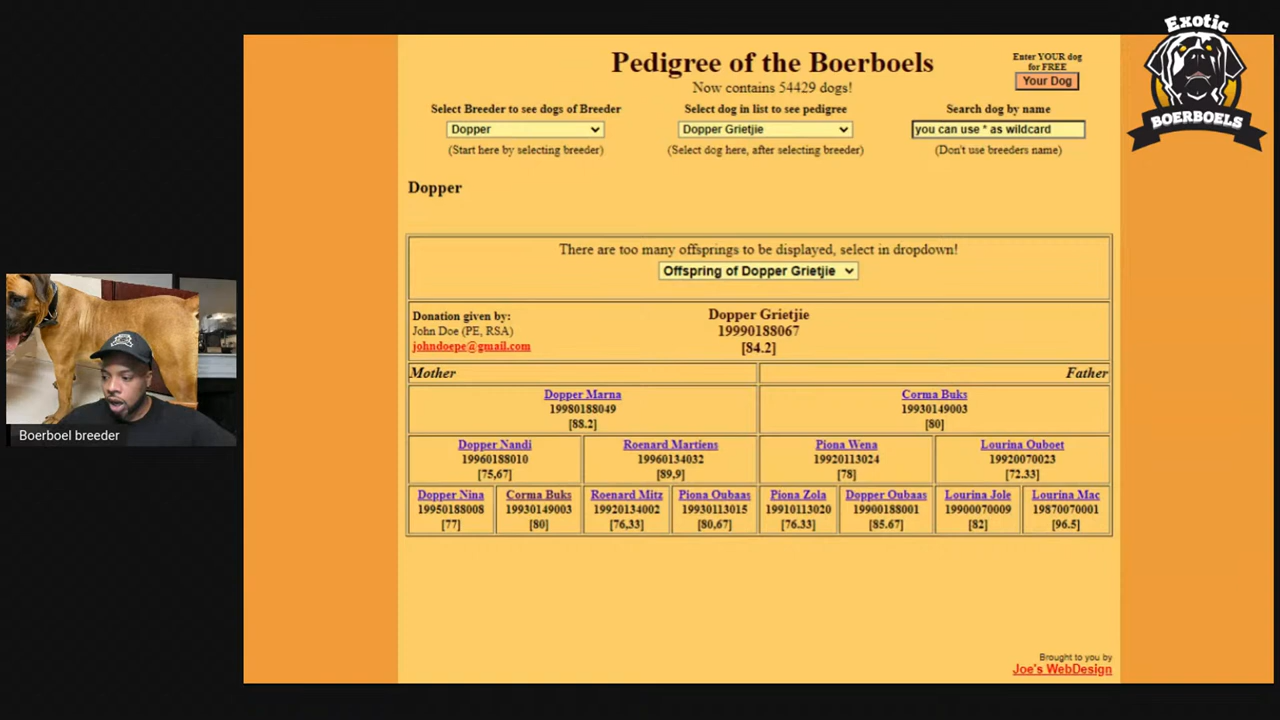 Exotic
BOERBOELS
Pedigree of the Boerboels
Now contains 54429 dogs!
Enter YOUR dog
for FREE
Your Dog
Select Breeder to see dogs of Breeder
Select dog in list to see pedigree
Search dog by name
Dopper
Dopper Grietjie
you can use * as wildcard
(Start here by selecting breeder)
(Select dog here, after selecting breeder)
(Don't use breeders name)
Dopper
There are too many offsprings to be displayed, select in dropdown!
Offspring of Dopper Grietjie
Donation given by:
John Doe (PE, RSA)
johndoepe@gmail.com
Dopper Grietjie
19990188067
[84.2]
Mother
Father
Dopper Marna
19980188049
[88.2]
Corma Buks
19930149003
[80]
Dopper Nandi
19960188010
[75,67]
Roenard Martiens
19960134032
[89,9]
Piona Wena
19920113024
[78]
Lourina Ouboet
19920070023
[72.33]
Dopper Nina
19950188008
[77]
Corma Buks
19930149003
[80]
Roenard Mitz
19920134002
[76,33]
Piona Oubaas
19930113015
[80,67]
Piona Zola
19910113020
[76.33]
Dopper Oubaas
19900188001
[85.67]
Lourina Jole
19900070009
[82]
Lourina Mac
19870070001
[96.5]
Boerboel breeder
Brought to you by
Joe's WebDesign